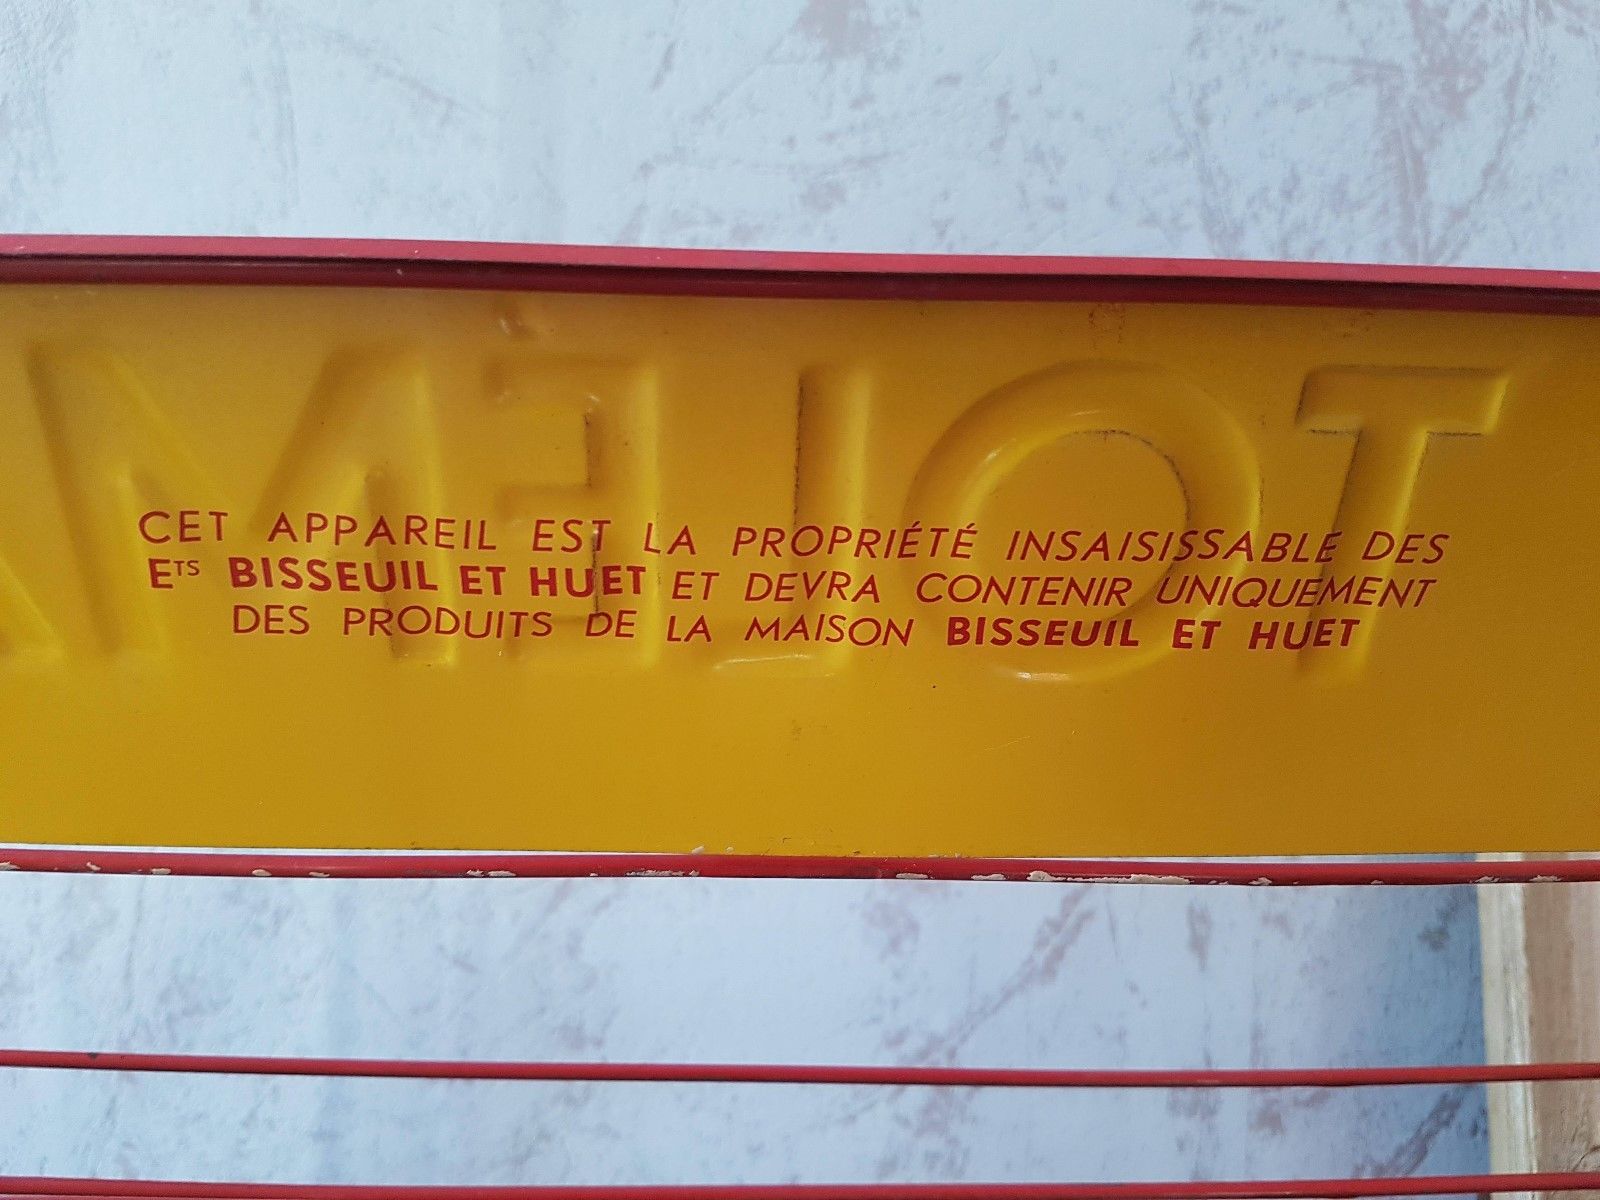 CET APPAREIL EST LA PROPRIÉTÉ INSAISISSABLE DES
ETS BISSEUIL ET HUET ET DEVRA CONTENIR UNIQUEMENT
DES PRODUITS DE LA MAISON BISSEUIL ET HUET